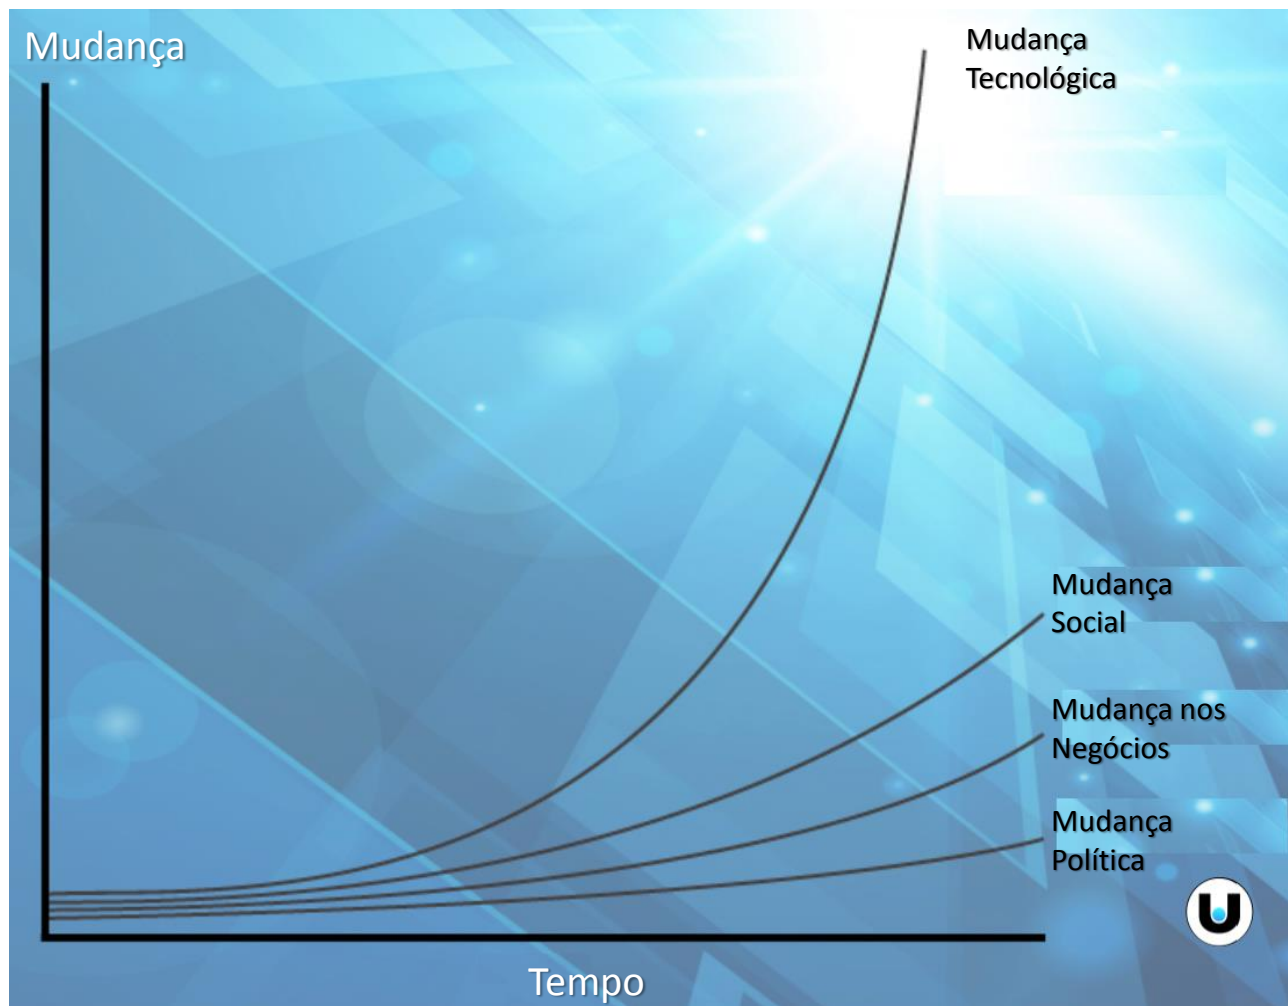 Mudança
Mudança
Tecnológica
Mudança
Social
Mudança nos
Negócios
Mudança
Política
U
Tempo